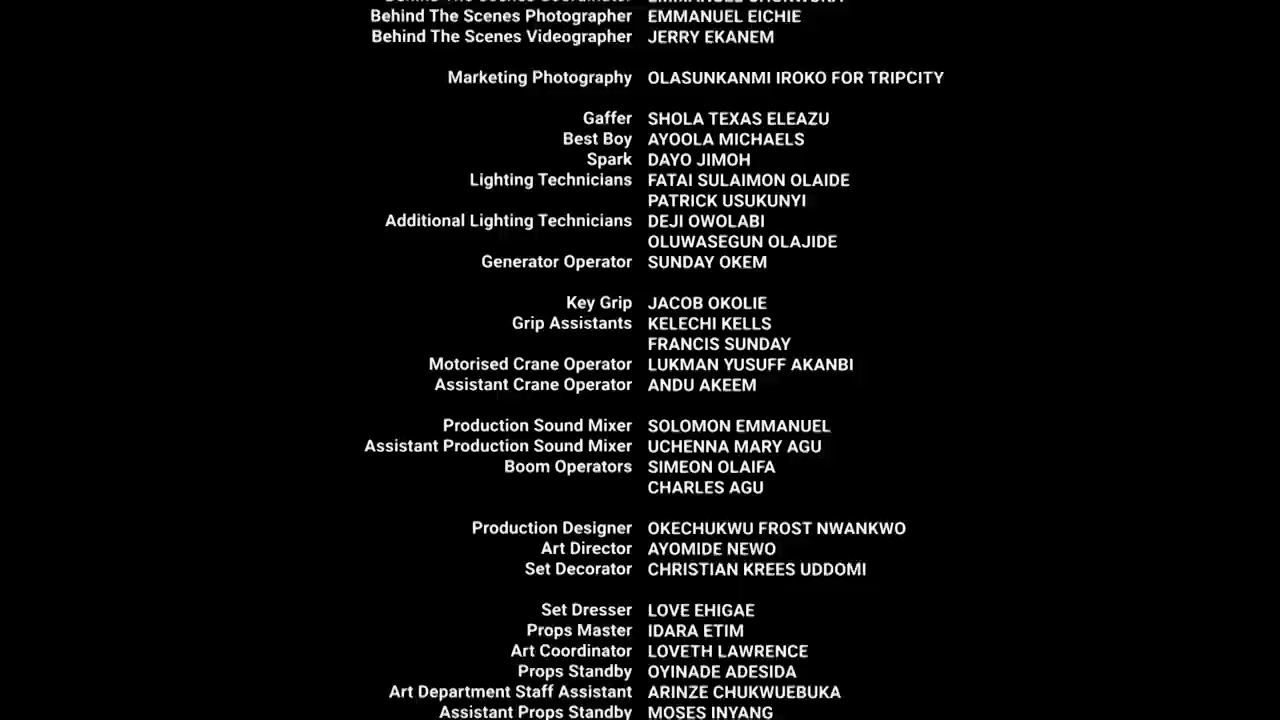 Behind The Scenes Photographer EMMANUEL EICHIE
Behind The Scenes Videographer JERRY EKANEM
Marketing Photography OLASUNKANMI IROKO FOR TRIPCITY
Gaffer SHOLA TEXAS ELEAZU
Best Boy AYOOLA MICHAELS
Spark DAYO JIMOH
Lighting Technicians FATAI SULAIMON OLAIDE
PATRICK USUKUNYI
Additional Lighting Technicians DEJI OWOLABI
OLUWASEGUN OLAJIDE
Generator Operator SUNDAY OKEM
Key Grip JACOB OKOLIE
Grip Assistants KELECHI KELLS
FRANCIS SUNDAY
Motorised Crane Operator LUKMAN YUSUFF AKANBI
Assistant Crane Operator ANDU AKEEM
Production Sound Mixer SOLOMON EMMANUEL
Assistant Production Sound Mixer UCHENNA MARY AGU
Boom Operators SIMEON OLAIFA
CHARLES AGU
Production Designer OKECHUKWU FROST NWANKWO
Art Director AYOMIDE NEWO
Set Decorator CHRISTIAN KREES UDDOMI
Set Dresser LOVE EHIGAE
Props Master IDARA ETIM
Art Coordinator LOVETH LAWRENCE
Props Standby OYINADE ADESIDA
Art Department Staff Assistant ARINZE CHUKWUEBUKA
Assistant Props Standby MOSES INYANG